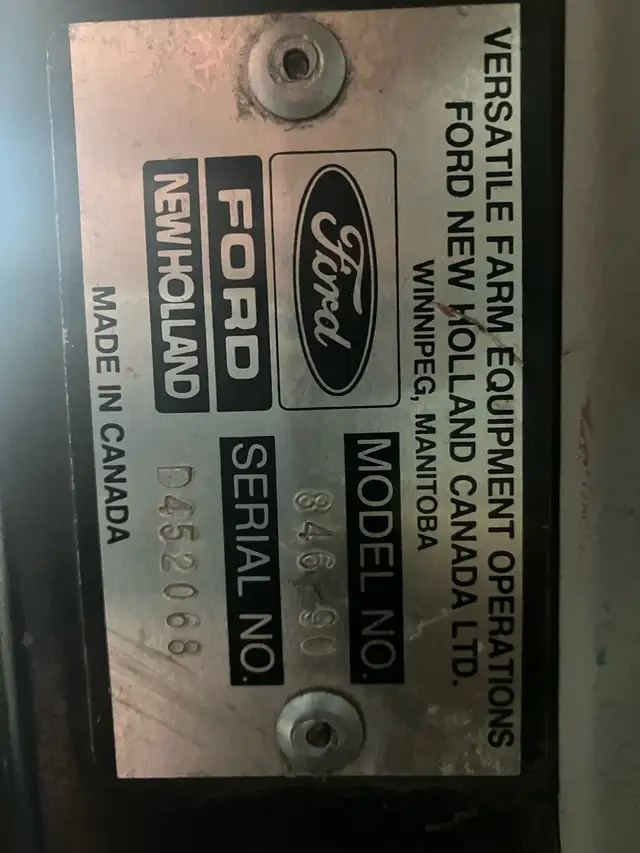 VERSATILE FARM EQUIPMENT OPERATIONS
FORD NEW HOLLAND CANADA LTD.
WINNIPEG, MANITOBA
Ford
MODEL NO.
846 90
FORD
SERIAL NO.
NEW HOLLAND
D452068
MADE IN CANADA